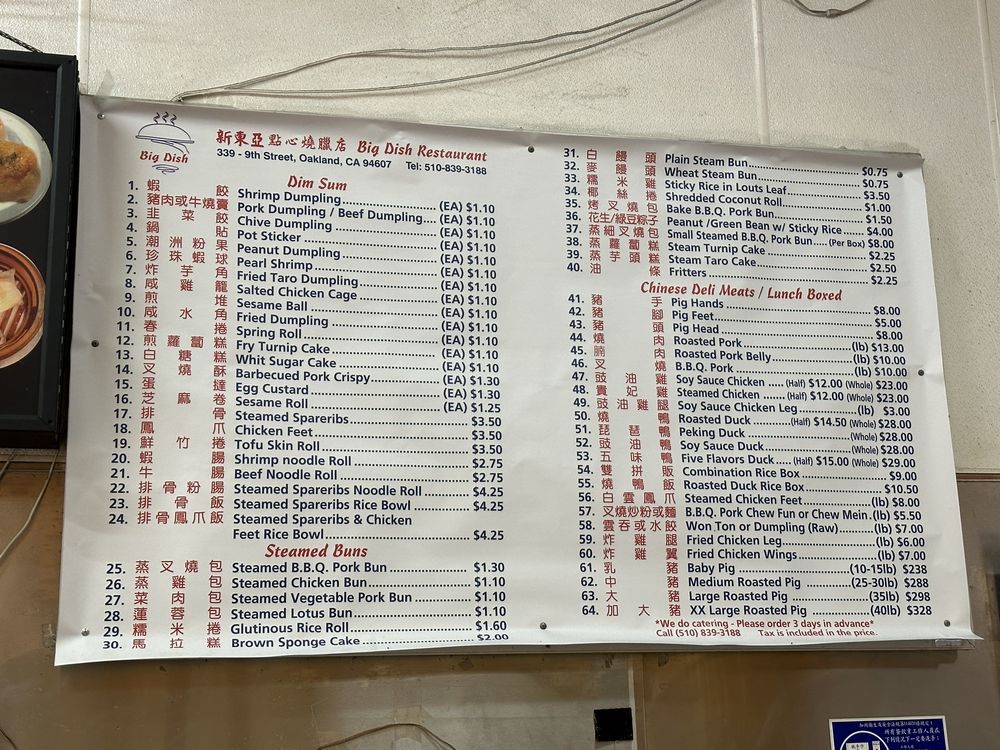 Big Dish
新東亞點心燒臘店 Big Dish Restaurant
339 - 9th Street, Oakland, CA 94607 Tel: 510-839-3188
Dim Sum
1. 蝦餃 Shrimp Dumpling (EA) $1.10
2. 豬肉或牛燒賣 Pork Dumpling / Beef Dumpling (EA) $1.10
3. 韭菜餃 Chive Dumpling (EA) $1.10
4. 鍋貼 Pot Sticker (EA) $1.10
5. 潮洲粉果 Peanut Dumpling (EA) $1.10
6. 珍珠蝦球 Pearl Shrimp (EA) $1.10
7. 炸芋角 Fried Taro Dumpling (EA) $1.10
8. 咸雞籠 Salted Chicken Cage (EA) $1.10
9. 煎堆 Sesame Ball (EA) $1.10
10. 咸水角 Fried Dumpling (EA) $1.10
11. 春捲 Spring Roll (EA) $1.10
12. 煎蘿蔔糕 Fry Turnip Cake (EA) $1.10
13. 白糖糕 Whit Sugar Cake (EA) $1.10
14. 叉燒酥 Barbecued Pork Crispy (EA) $1.30
15. 蛋撻 Egg Custard (EA) $1.30
16. 芝麻卷 Sesame Roll (EA) $1.25
17. 排骨 Steamed Spareribs $3.50
18. 鳳爪 Chicken Feet $3.50
19. 鮮竹捲 Tofu Skin Roll $3.50
20. 蝦腸 Shrimp noodle Roll $2.75
21. 牛腸 Beef Noodle Roll $2.75
22. 排骨粉腸 Steamed Spareribs Noodle Roll $4.25
23. 排骨飯 Steamed Spareribs Rice Bowl $4.25
24. 排骨鳳爪飯 Steamed Spareribs & Chicken
Feet Rice Bowl $4.25
Steamed Buns
25. 蒸叉燒包 Steamed B.B.Q. Pork Bun $1.30
26. 蒸雞包 Steamed Chicken Bun $1.10
27. 菜肉包 Steamed Vegetable Pork Bun $1.10
28. 蓮蓉包 Steamed Lotus Bun $1.10
29. 糯米捲 Glutinous Rice Roll $1.60
30. 馬拉糕 Brown Sponge Cake $2.00
31. 白饅頭 Plain Steam Bun $0.75
32. 麥饅頭 Wheat Steam Bun $0.75
33. 糯米雞 Sticky Rice in Louts Leaf $3.50
34. 椰絲捲 Shredded Coconut Roll $1.00
35. 烤叉燒包 Bake B.B.Q. Pork Bun $1.50
36. 花生/綠豆粽子 Peanut /Green Bean w/ Sticky Rice $4.00
37. 蒸細叉燒包 Small Steamed B.B.Q. Pork Bun (Per Box) $8.00
38. 蒸蘿蔔糕 Steam Turnip Cake $2.25
39. 蒸芋頭糕 Steam Taro Cake $2.50
40. 油條 Fritters $2.25
Chinese Deli Meats / Lunch Boxed
41. 豬手 Pig Hands $8.00
42. 豬腳 Pig Feet $5.00
43. 豬頭 Pig Head $8.00
44. 燒肉 Roasted Pork (lb) $13.00
45. 腩肉 Roasted Pork Belly (lb) $10.00
46. 叉燒 B.B.Q. Pork (lb) $10.00
47. 豉油雞 Soy Sauce Chicken (Half) $12.00 (Whole) $23.00
48. 貴妃雞 Steamed Chicken (Half) $12.00 (Whole) $23.00
49. 豉油雞腿 Soy Sauce Chicken Leg (lb) $3.00
50. 燒鴨 Roasted Duck (Half) $14.50 (Whole) $28.00
51. 琵琶鴨 Peking Duck (Whole) $28.00
52. 豉油鴨 Soy Sauce Duck (Whole) $28.00
53. 五味鴨 Five Flavors Duck (Half) $15.00 (Whole) $29.00
54. 雙拼飯 Combination Rice Box $9.00
55. 燒鴨飯 Roasted Duck Rice Box $10.50
56. 白雲鳳爪 Steamed Chicken Feet (lb) $8.00
57. 叉燒炒粉或麵 B.B.Q. Pork Chew Fun or Chew Mein (lb) $5.50
58. 雲吞或水餃 Won Ton or Dumpling (Raw) (lb) $7.00
59. 炸雞腿 Fried Chicken Leg (lb) $6.00
60. 炸雞翼 Fried Chicken Wings (lb) $7.00
61. 乳豬 Baby Pig (10-15lb) $238
62. 中豬 Medium Roasted Pig (25-30lb) $288
63. 大豬 Large Roasted Pig (35lb) $298
64. 加大豬 XX Large Roasted Pig (40lb) $328
*We do catering - Please order 3 days in advance*
Call (510) 839-3188 Tax is included in the price.
所有餐飲業工作人員在
下列情況下一定要洗手!